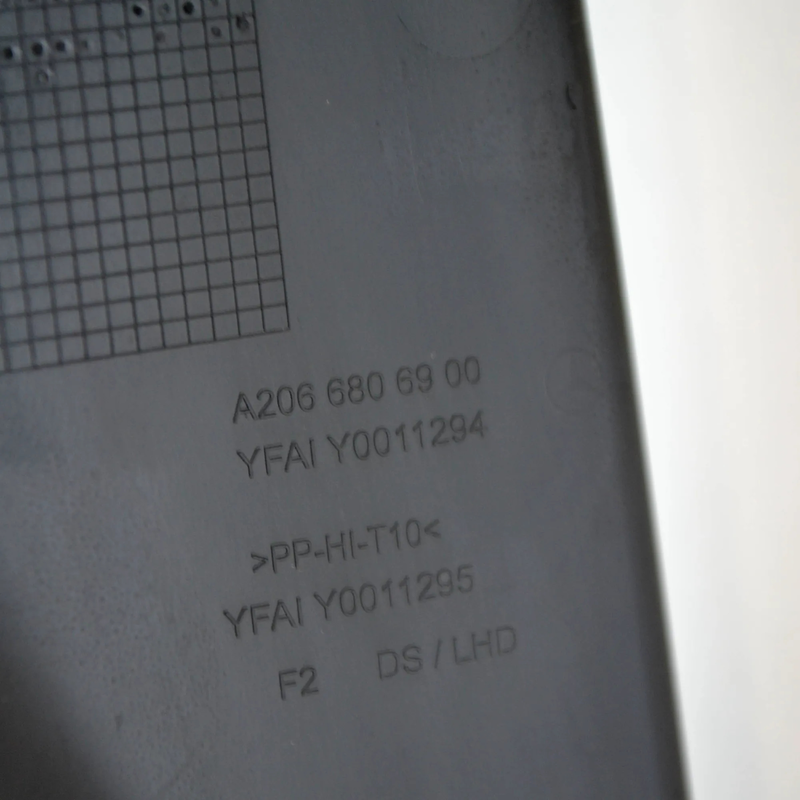 A206 680 69 00
YFAI Y0011294
>PP-HI-T10<
YFAI Y0011295
F2 DS / LHD